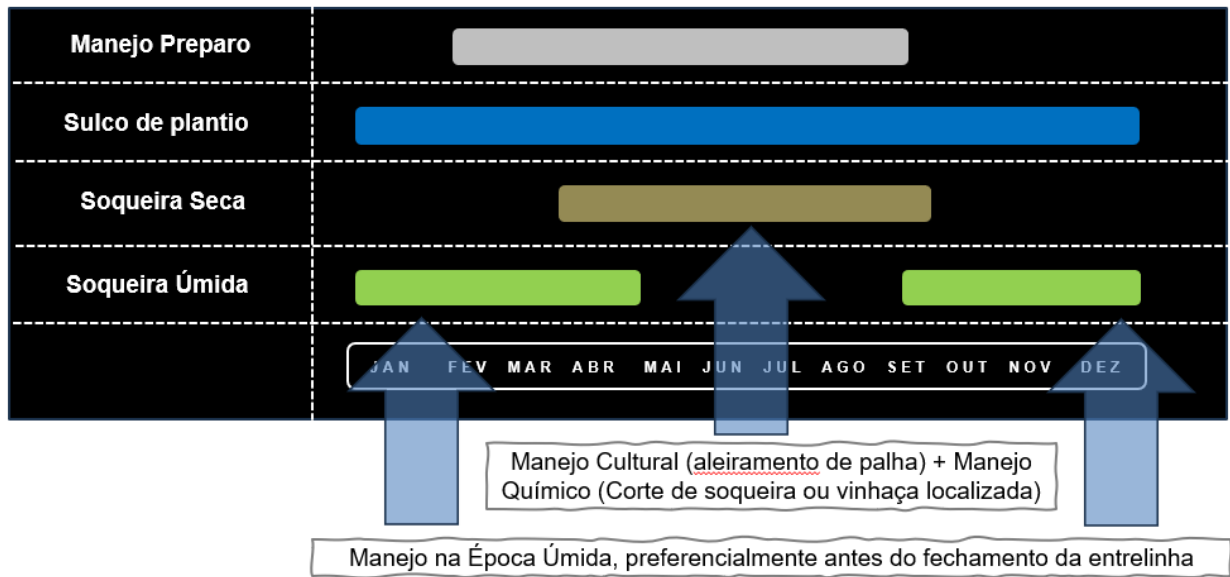 Manejo Preparo
Sulco de plantio
Soqueira Seca
Soqueira Úmida
JAN FEV MAR ABR MAI JUN JUL AGO SET OUT NOV DEZ
Manejo Cultural (aleiramento de palha) + Manejo
Químico (Corte de soqueira ou vinhaça localizada)
Manejo na Época Úmida, preferencialmente antes do fechamento da entrelinha